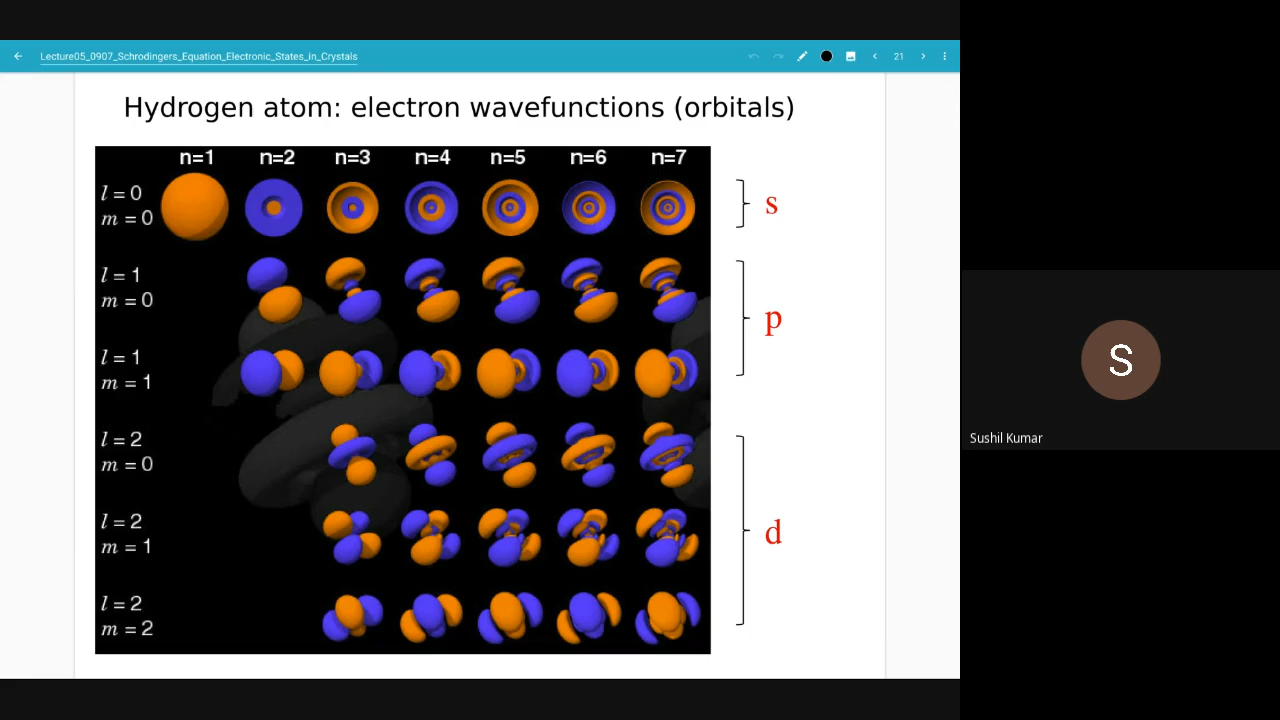 Lecture05_0907_Schrodingers_Equation_Electronic_States_in_Crystals
21
Hydrogen atom: electron wavefunctions (orbitals)
n=1 n=2 n=3 n=4 n=5 n=6 n=7
l = 0
m = 0
s
l = 1
m = 0
p
l = 1
m = 1
l = 2
m = 0
l = 2
m = 1
d
l = 2
m = 2
S
Sushil Kumar